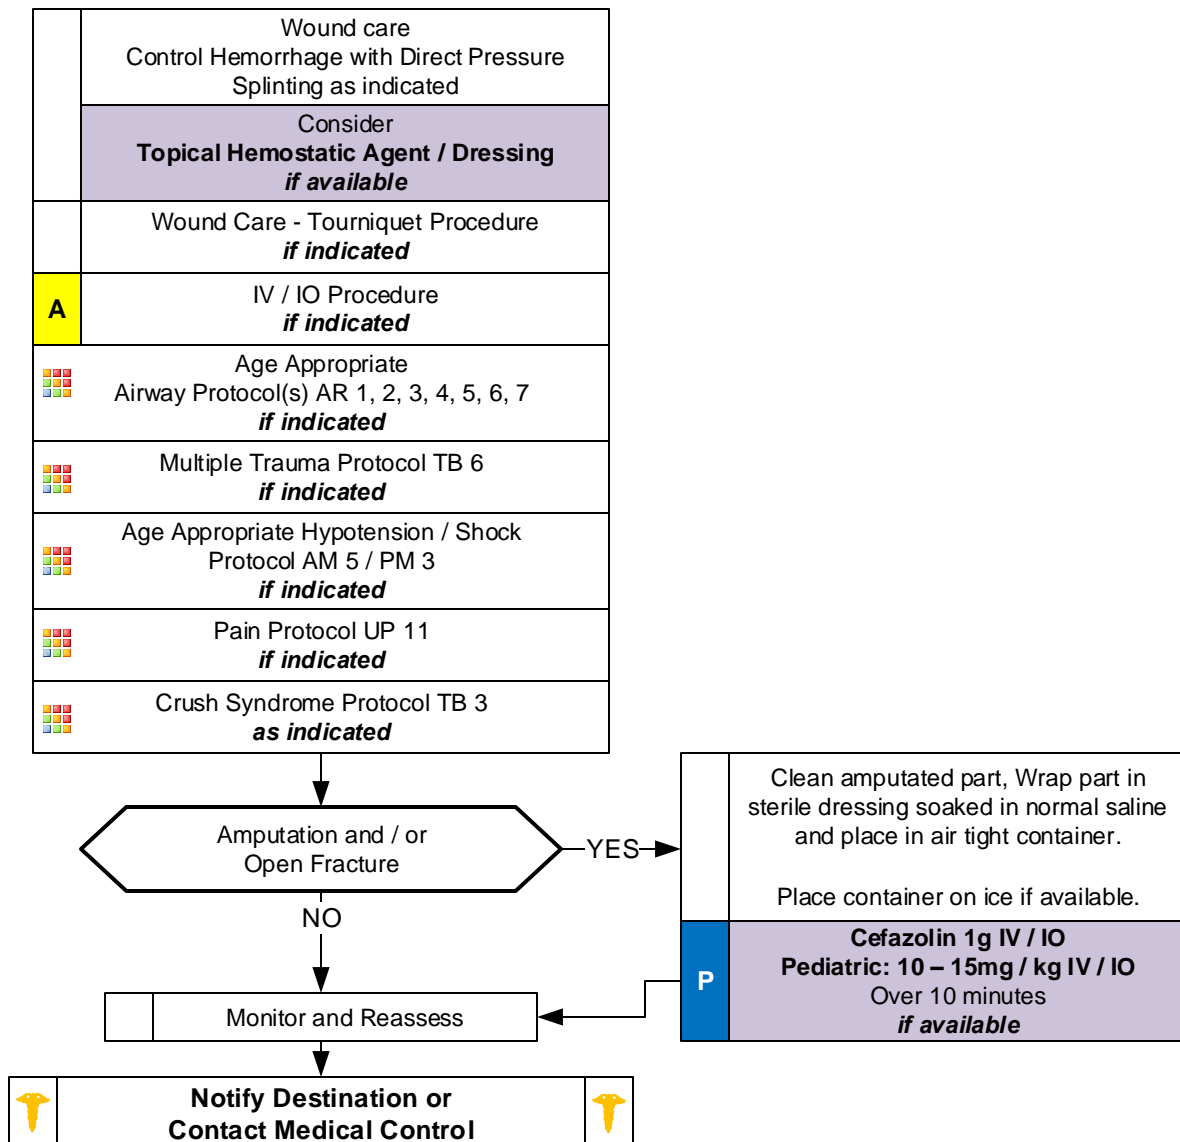 Wound care
Control Hemorrhage with Direct Pressure
Splinting as indicated
Consider
Topical Hemostatic Agent / Dressing
if available
Wound Care - Tourniquet Procedure
if indicated
A
IV / IO Procedure
if indicated
Age Appropriate
Airway Protocol(s) AR 1, 2, 3, 4, 5, 6, 7
if indicated
Multiple Trauma Protocol TB 6
if indicated
Age Appropriate Hypotension / Shock
Protocol AM 5 / PM 3
if indicated
Pain Protocol UP 11
if indicated
Crush Syndrome Protocol TB 3
as indicated
Amputation and / or
Open Fracture
YES
NO
Clean amputated part, Wrap part in
sterile dressing soaked in normal saline
and place in air tight container.
Place container on ice if available.
P
Cefazolin 1g IV / IO
Pediatric: 10 – 15mg / kg IV / IO
Over 10 minutes
if available
Monitor and Reassess
Notify Destination or
Contact Medical Control